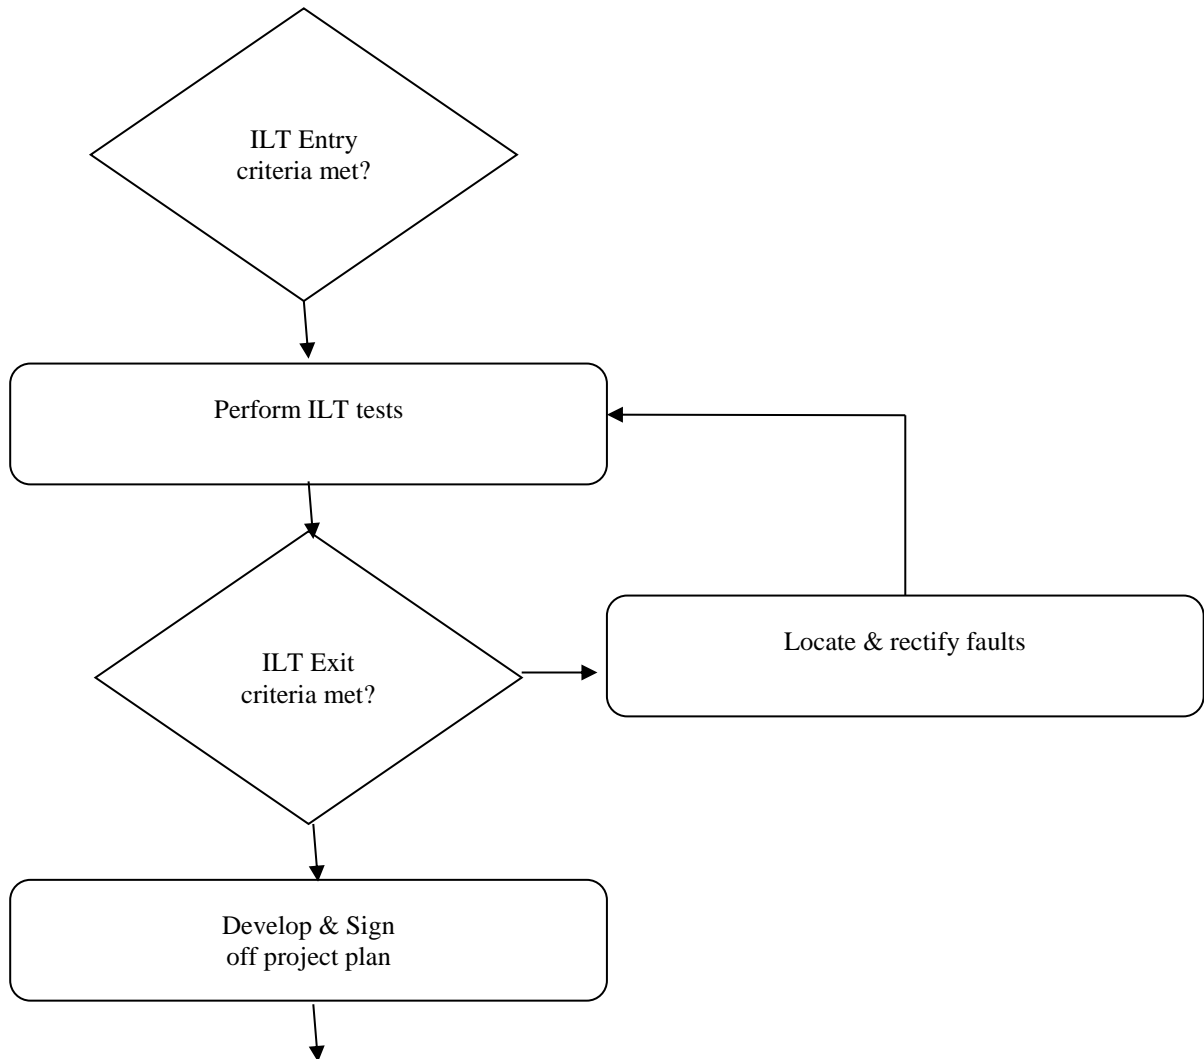 ILT Entry
criteria met?
Perform ILT tests
ILT Exit
criteria met?
Locate & rectify faults
Develop & Sign
off project plan